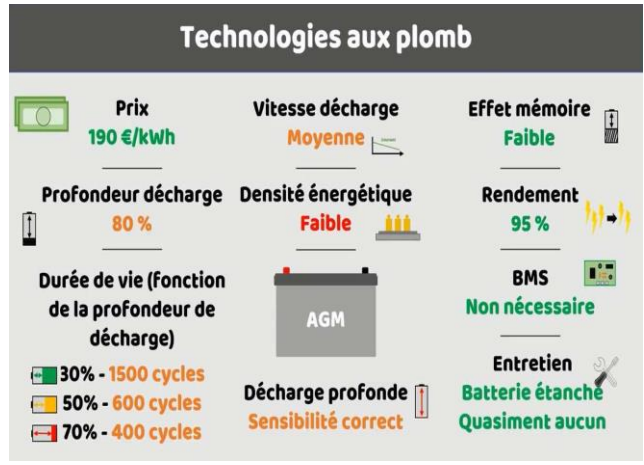 Technologies aux plomb
Prix
190 €/kWh
Profondeur décharge
80 %
Durée de vie (fonction
de la profondeur de
décharge)
30% - 1500 cycles
50% - 600 cycles
70% - 400 cycles
Vitesse décharge
Moyenne
Densité énergétique
Faible
AGM
Décharge profonde
Sensibilité correct
Effet mémoire
Faible
Rendement
95 %
BMS
Non nécessaire
Entretien
Batterie étanche
Quasiment aucun